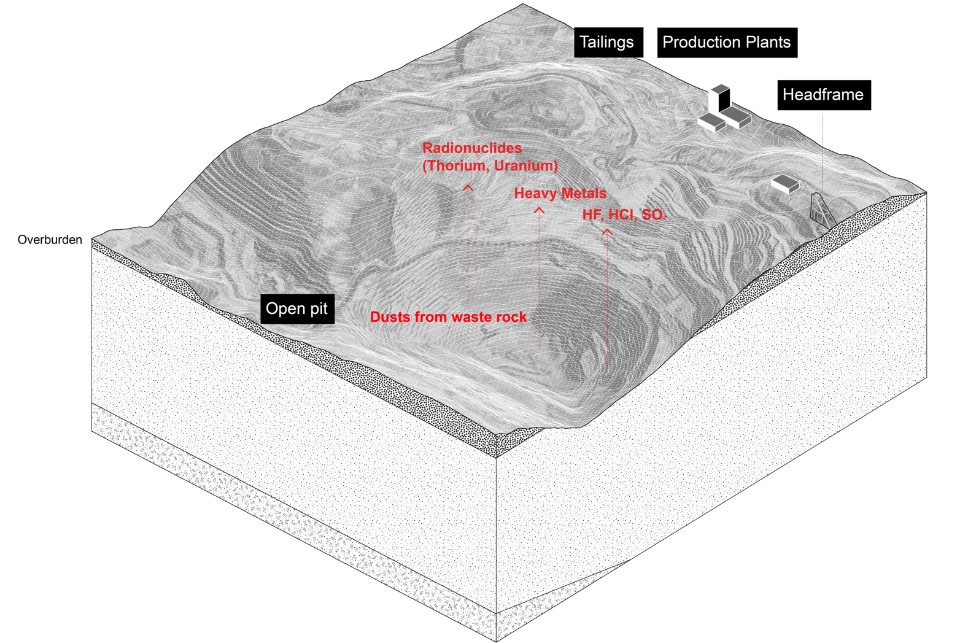 Tailings
Production Plants
Headframe
Radionuclides
(Thorium, Uranium)
Heavy Metals
HF, HCl, SO
Overburden
Open pit
Dusts from waste rock